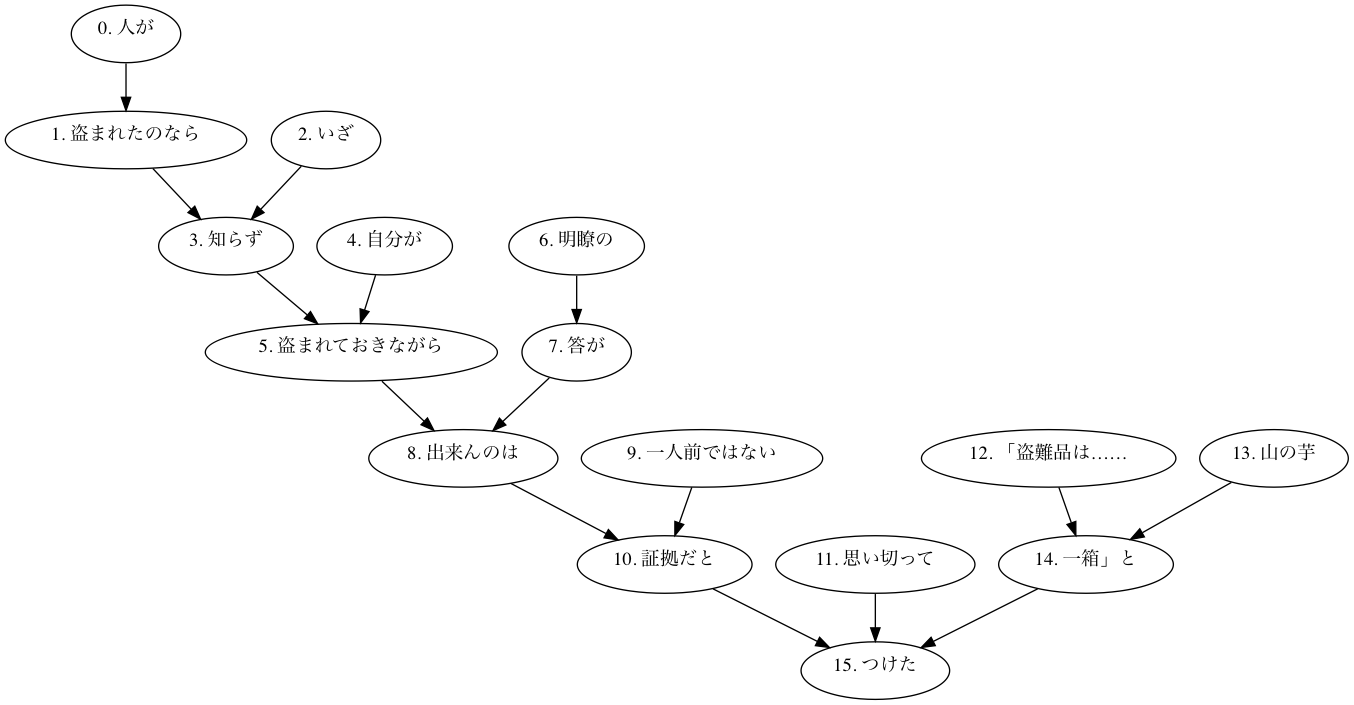 0. 人が
1. 盗まれたのなら
2. いざ
3. 知らず
4. 自分が
6. 明瞭の
5. 盗まれておきながら
7. 答が
8. 出来んのは
9. 一人前ではない
12. 「盗難品は……
13. 山の芋
10. 証拠だと
11. 思い切って
14. 一箱」と
15. つけた